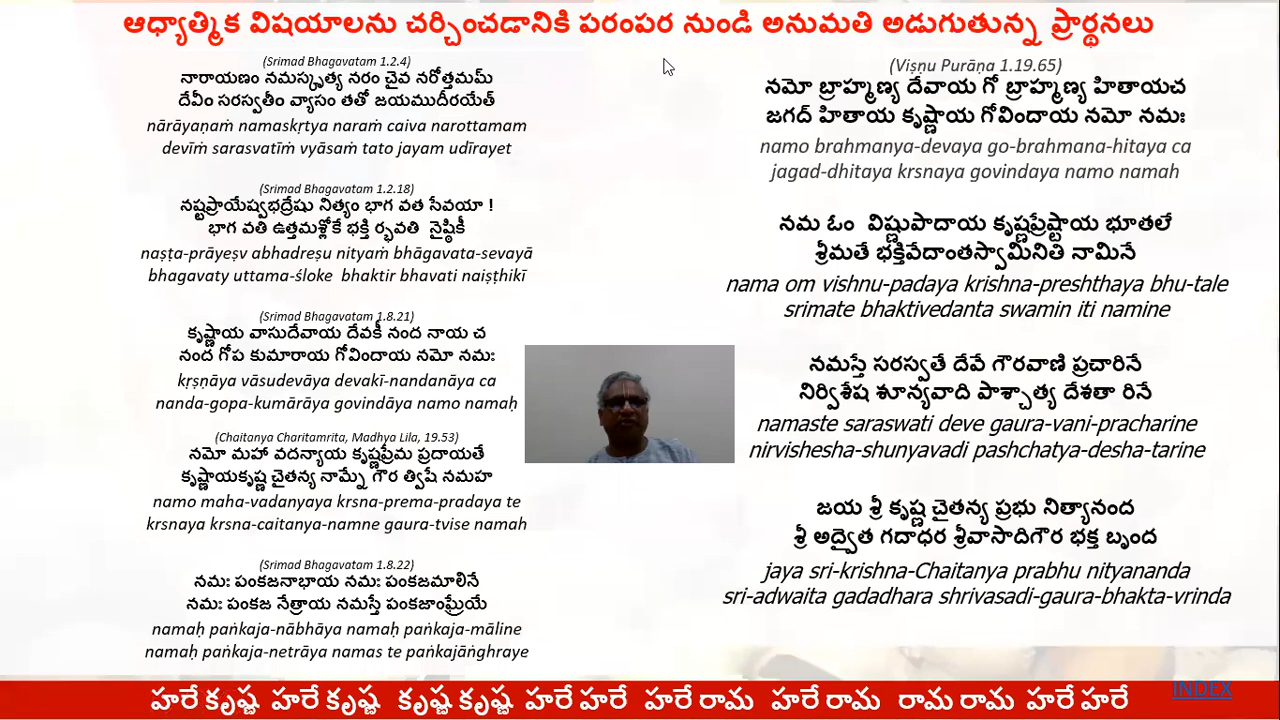 ఆధ్యాత్మిక విషయాలను చర్చించడానికి పరంపర నుండి అనుమతి అడుగుతున్న ప్రార్థనలు
(Srimad Bhagavatam 1.2.4)
నారాయణం నమస్కృత్య నరం చైవ నరోత్తమమ్
దేవీం సరస్వతీం వ్యాసం తతో జయముదీరయేత్
nārāyaṇaṁ namaskṛtya naraṁ caiva narottamam
devīṁ sarasvatīṁ vyāsaṁ tato jayam udīrayet
(Srimad Bhagavatam 1.2.18)
నష్టప్రాయేష్వభద్రేషు నిత్యం భాగ వత సేవయా !
భాగ వతి ఉత్తమశ్లోకే భక్తి ర్భవతి నైష్ఠికీ
naṣṭa-prāyeṣv abhadreṣu nityaṁ bhāgavata-sevayā
bhagavaty uttama-śloke bhaktir bhavati naiṣṭhikī
(Srimad Bhagavatam 1.8.21)
కృష్ణాయ వాసుదేవాయ దేవకీ నంద నాయ చ
నంద గోప కుమారాయ గోవిందాయ నమో నమః
kṛṣṇāya vāsudevāya devakī-nandanāya ca
nanda-gopa-kumārāya govindāya namo namaḥ
(Chaitanya Charitamrita, Madhya Lila, 19.53)
నమో మహా వదన్యాయ కృష్ణప్రేమ ప్రదాయతే
కృష్ణాయకృష్ణ చైతన్య నామ్నే గౌర త్విషే నమహ
namo maha-vadanyaya krsna-prema-pradaya te
krsnaya krsna-caitanya-namne gaura-tvise namah
(Srimad Bhagavatam 1.8.22)
నమః పంకజనాభాయ నమః పంకజమాలినే
నమః పంకజ నేత్రాయ నమస్తే పంకజాంఘ్రేయే
namaḥ paṅkaja-nābhāya namaḥ paṅkaja-māline
namaḥ paṅkaja-netrāya namas te paṅkajāṅghraye
(Viṣṇu Purāṇa 1.19.65)
నమో బ్రాహ్మణ్య దేవాయ గో బ్రాహ్మణ్య హితాయచ
జగద్ హితాయ కృష్ణాయ గోవిందాయ నమో నమః
namo brahmanya-devaya go-brahmana-hitaya ca
jagad-dhitaya krsnaya govindaya namo namah
నమ ఓం విష్ణుపాదాయ కృష్ణప్రేష్టాయ భూతలే
శ్రీమతే భక్తివేదాంతస్వామినితి నామినే
nama om vishnu-padaya krishna-preshthaya bhu-tale
srimate bhaktivedanta swamin iti namine
నమస్తే సరస్వతే దేవే గౌరవాణి ప్రచారినే
నిర్విశేష శూన్యవాది పాశ్చాత్య దేశతా రినే
namaste saraswati deve gaura-vani-pracharine
nirvishesha-shunyavadi pashchatya-desha-tarine
జయ శ్రీ కృష్ణ చైతన్య ప్రభు నిత్యానంద
శ్రీ అద్వైత గదాధర శ్రీవాసాదిగౌర భక్త బృంద
jaya sri-krishna-Chaitanya prabhu nityananda
sri-adwaita gadadhara shrivasadi-gaura-bhakta-vrinda
హరే కృష్ణ హరే కృష్ణ కృష్ణ కృష్ణ హరే హరే హరే రామ హరే రామ రామ రామ హరే హరే
INDEX